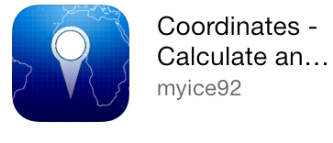 Coordinates -
Calculate an...
myice92